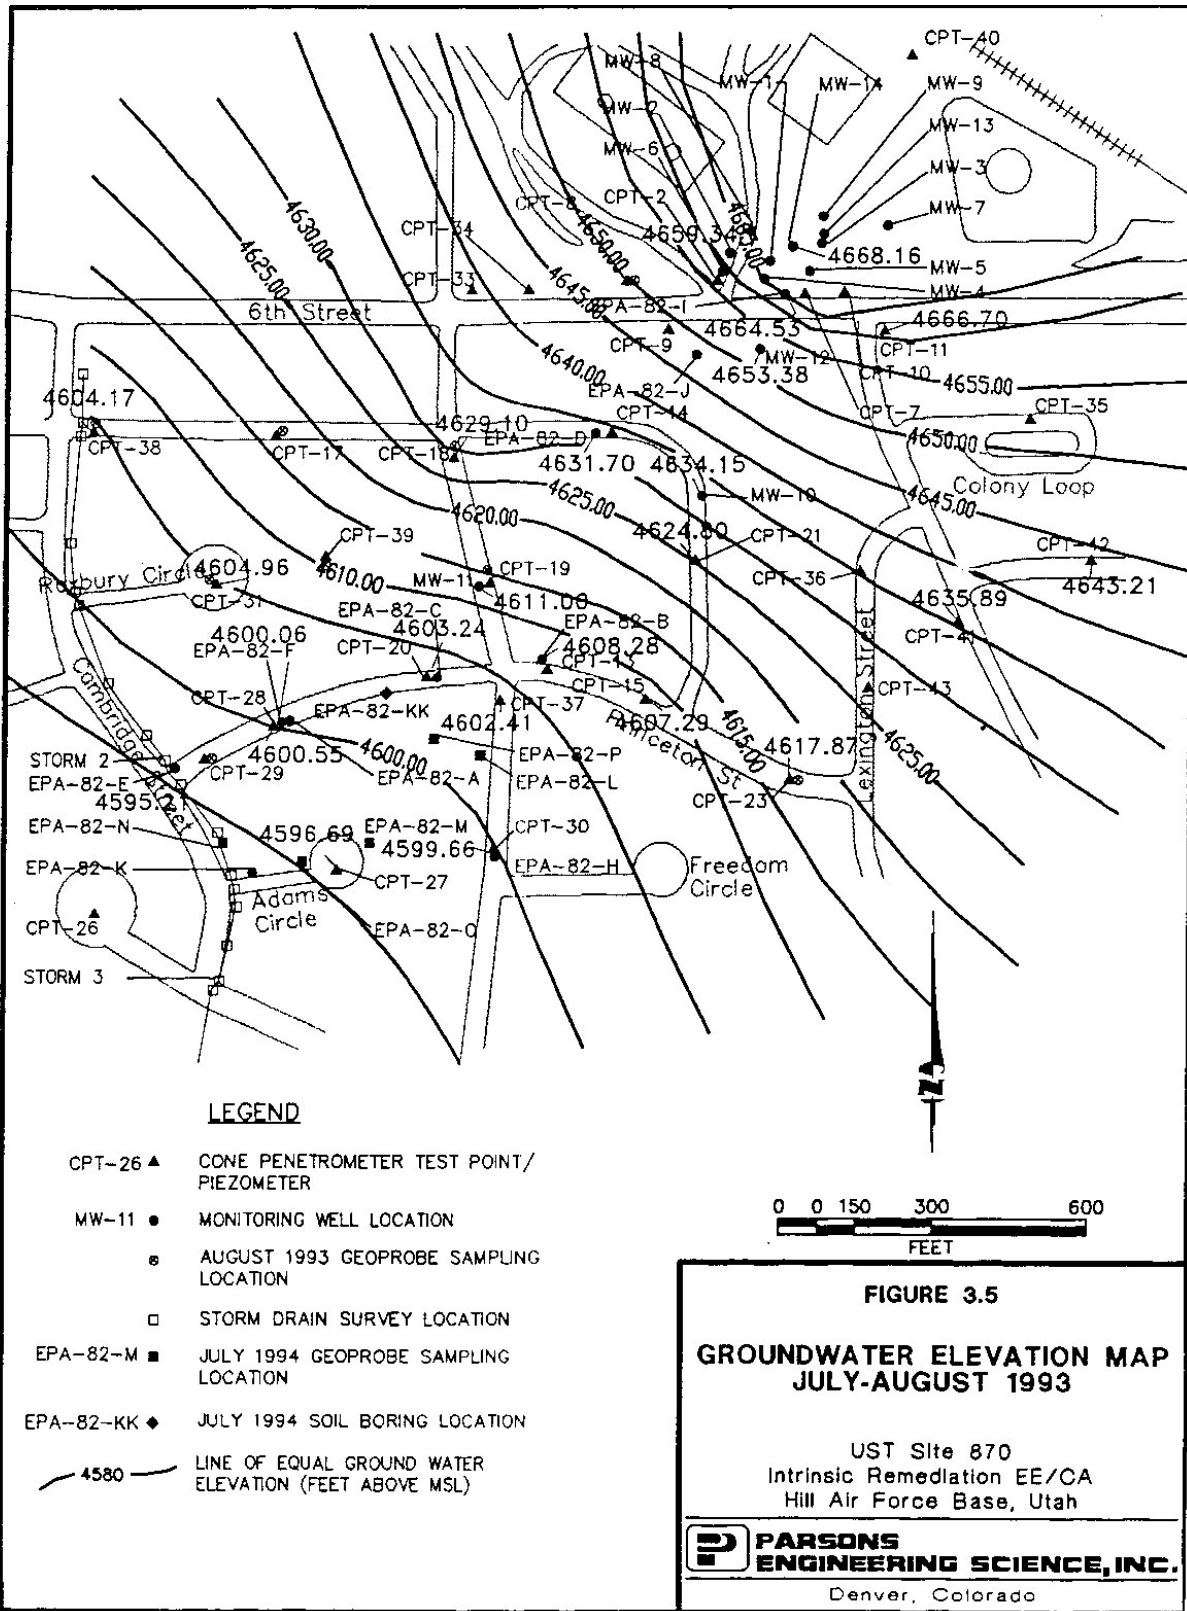 CPT-40
MW-8
MW-1
MW-14
MW-9
MW-2
MW-13
MW-6
MW-3
CPT-8
CPT-2
MW-7
CPT-34
4630.00
4650.00
4659.34
4668.16
4625.00
CPT-33
4645.00
MW-5
MW-4
EPA-82-I
6th Street
4664.53
4666.70
CPT-9
CPT-11
4640.00
MW-12
4653.38
CPT-10
4655.00
4604.17
EPA-82-J
CPT-14
CPT-7
CPT-35
4629.10
EPA-82-D
4650.00
CPT-38
CPT-17
CPT-18
4631.70
4634.15
Colony Loop
4625.00
MW-10
4645.00
4620.00
4624.80
CPT-21
CPT-39
CPT-42
Roxbury Circle
4604.96
4610.00
CPT-19
CPT-36
4643.21
CPT-31
MW-11
4611.00
4635.89
EPA-82-C
4600.06
4603.24
EPA-82-B
CPT-41
EPA-82-F
CPT-20
4608.28
CPT-13
Cambridge Street
CPT-28
CPT-15
CPT-43
EPA-82-KK
CPT-37
Lexington Street
4602.41
4607.29
Princeton St
4615.00
4625.00
4600.55
4600.00
STORM 2
EPA-82-P
4617.87
CPT-29
EPA-82-E
EPA-82-A
EPA-82-L
CPT-23
EPA-82-N
4596.69
EPA-82-M
CPT-30
4599.66
EPA-82-K
EPA-82-H
Freedom
Circle
CPT-27
Adams
Circle
CPT-26
EPA-82-O
STORM 3
N
LEGEND
CPT-26 CONE PENETROMETER TEST POINT/
PIEZOMETER
MW-11 MONITORING WELL LOCATION
AUGUST 1993 GEOPROBE SAMPLING
LOCATION
STORM DRAIN SURVEY LOCATION
EPA-82-M JULY 1994 GEOPROBE SAMPLING
LOCATION
EPA-82-KK JULY 1994 SOIL BORING LOCATION
4580 LINE OF EQUAL GROUND WATER
ELEVATION (FEET ABOVE MSL)
0 0 150 300 600
FEET
FIGURE 3.5
GROUNDWATER ELEVATION MAP
JULY-AUGUST 1993
UST Site 870
Intrinsic Remediation EE/CA
Hill Air Force Base, Utah
PARSONS
ENGINEERING SCIENCE, INC.
Denver, Colorado